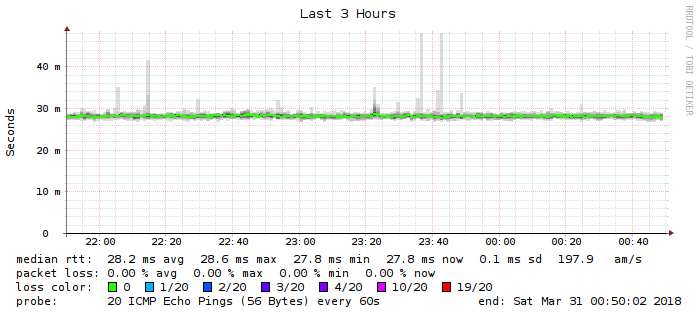 Last 3 Hours
RRDTOOL / TOBI OETIKER
Seconds
40 m
30 m
20 m
10 m
0
22:00 22:20 22:40 23:00 23:20 23:40 00:00 00:20 00:40
median rtt: 28.2 ms avg 28.6 ms max 27.8 ms min 27.8 ms now 0.1 ms sd 197.9 am/s
packet loss: 0.00 % avg 0.00 % max 0.00 % min 0.00 % now
loss color: 0 1/20 2/20 3/20 4/20 10/20 19/20
probe: 20 ICMP Echo Pings (56 Bytes) every 60s end: Sat Mar 31 00:50:02 2018